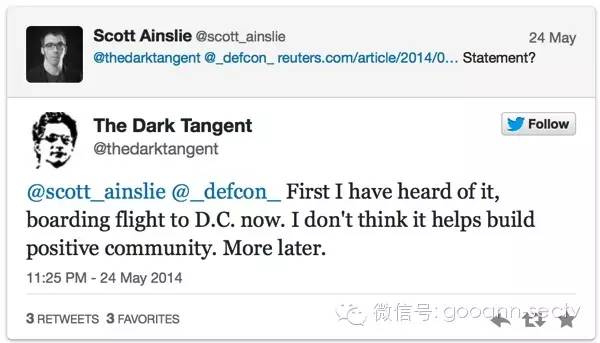 Scott Ainslie @scott_ainslie 24 May
@thedarktangent @_defcon_ reuters.com/article/2014/0… Statement?
The Dark Tangent
Follow
@thedarktangent
@scott_ainslie @_defcon_ First I have heard of it,
boarding flight to D.C. now. I don't think it helps build
positive community. More later.
11:25 PM - 24 May 2014
3 RETWEETS 3 FAVORITES
微信号: gooann_sectv